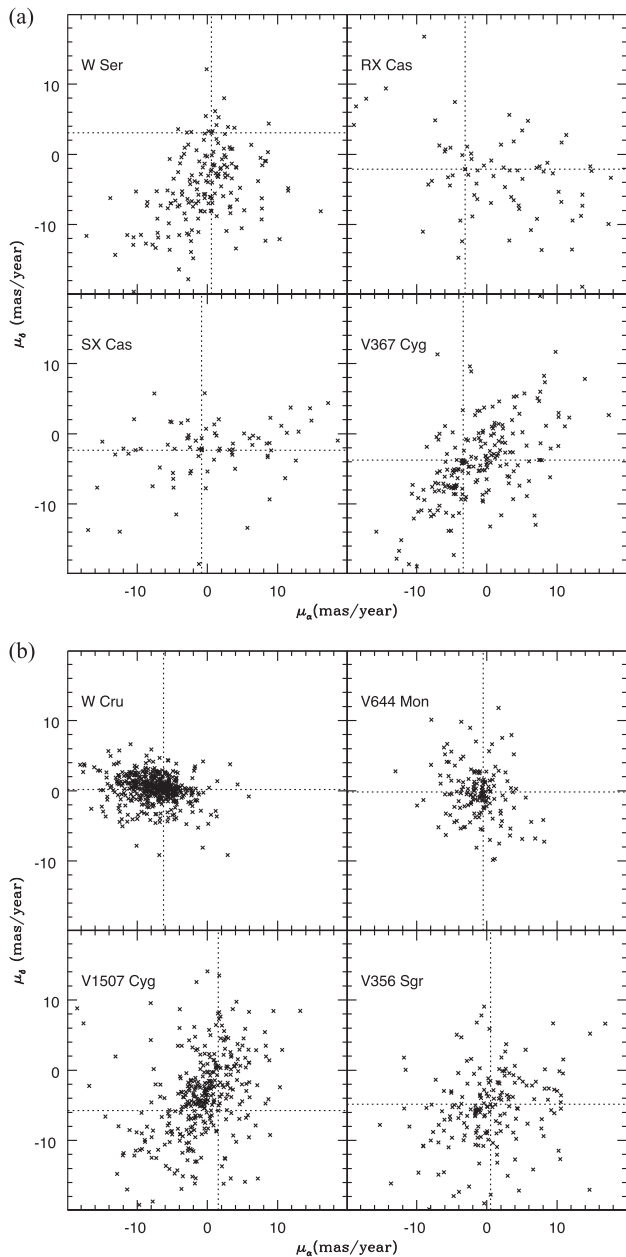 (a)
W Ser
RX Cas
10
0
-10
SX Cas
V367 Cyg
10
0
-10
μδ (mas/year)
-10 0 10 -10 0 10
μα(mas/year)
(b)
W Cru
V644 Mon
10
0
-10
V1507 Cyg
V356 Sgr
10
0
-10
μδ (mas/year)
-10 0 10 -10 0 10
μα(mas/year)